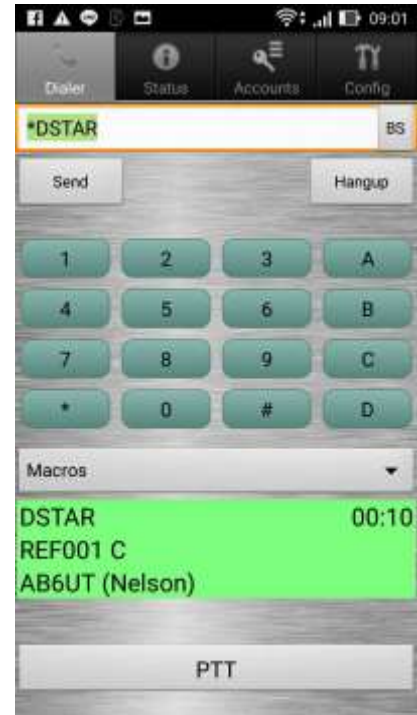 09:01
Dialer Status Accounts Config
*DSTAR BS
Send Hangup
1 2 3 A
4 5 6 B
7 8 9 C
* 0 # D
Macros
DSTAR 00:10
REF001 C
AB6UT (Nelson)
PTT